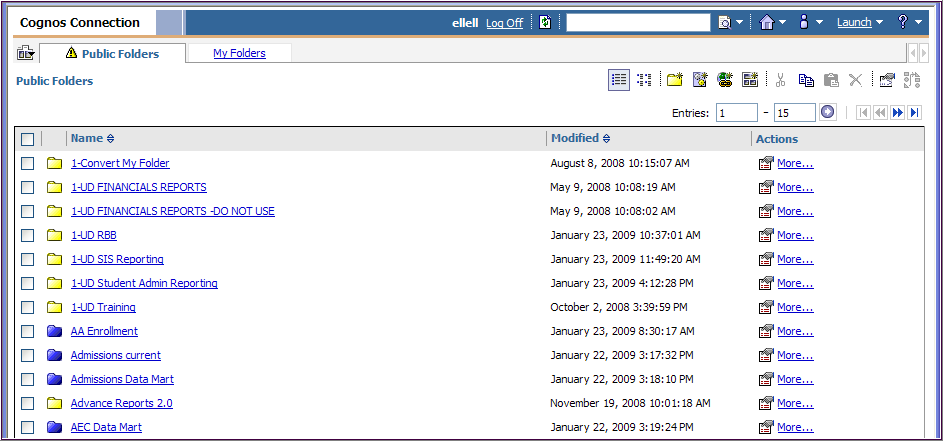 Cognos Connection ellell Log Off Launch ?
Public Folders My Folders
Public Folders
Entries: 1 - 15
Name Modified Actions
1-Convert My Folder August 8, 2008 10:15:07 AM More...
1-UD FINANCIALS REPORTS May 9, 2008 10:08:19 AM More...
1-UD FINANCIALS REPORTS -DO NOT USE May 9, 2008 10:08:02 AM More...
1-UD RBB January 23, 2009 10:37:01 AM More...
1-UD SIS Reporting January 23, 2009 11:49:20 AM More...
1-UD Student Admin Reporting January 23, 2009 4:12:28 PM More...
1-UD Training October 2, 2008 3:39:59 PM More...
AA Enrollment January 23, 2009 8:30:17 AM More...
Admissions current January 22, 2009 3:17:32 PM More...
Admissions Data Mart January 22, 2009 3:18:10 PM More...
Advance Reports 2.0 November 19, 2008 10:01:18 AM More...
AEC Data Mart January 22, 2009 3:19:24 PM More...